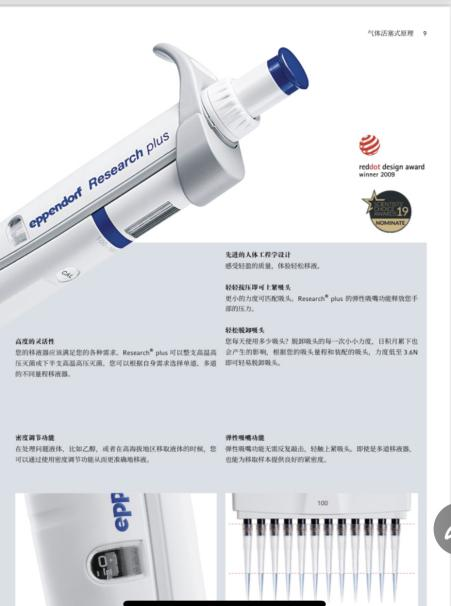 气体活塞式原理 9
eppendorf Research plus
CAL
100
reddot design award
winner 2009
SCIENTISTS'
CHOICE
AWARDS 19
NOMINATE
先进的人体工程学设计
感受轻盈的质量，体验轻松移液。
轻轻按压即可上紧吸头
更小的力度可匹配吸头。Research® plus 的弹性吸嘴功能释放您手
部的压力。
轻松脱卸吸头
您每天使用多少吸头？脱卸吸头的每一次小小力度，日积月累下也
会产生的影响，根据您的吸头量程和装配的吸头，力度低至 3.6N
即可轻易脱卸吸头。
高度的灵活性
您的移液器应该满足您的各种需求。Research® plus 可以整支高温高
压灭菌或下半支高温高压灭菌。您可以根据自身需求选择单道、多道
的不同量程移液器。
密度调节功能
在处理问题液体，比如乙醇，或者在高海拔地区移取液体的时候，您
可以通过使用密度调节功能从而更准确地移液。
弹性吸嘴功能
弹性吸嘴功能无需反复敲击，轻触上紧吸头。即使是多道移液器，
也能为移取样本提供良好的紧密度。
epp
0
100